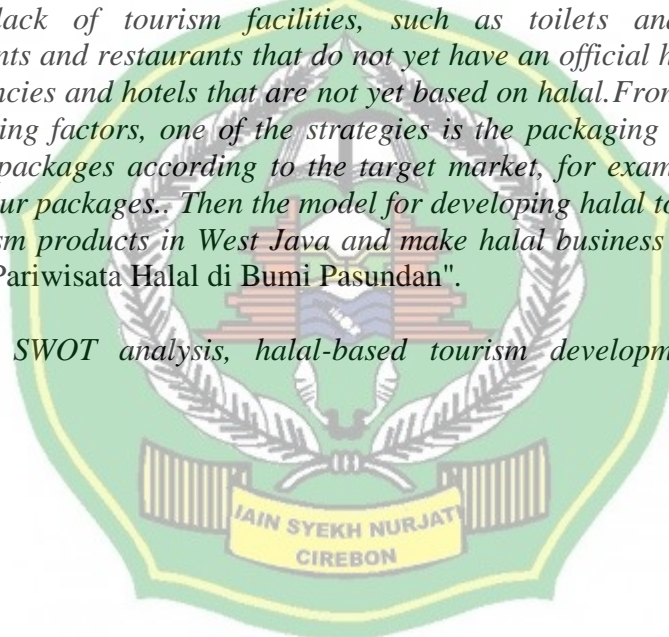 lack of tourism facilities, such as toilets and
nts and restaurants that do not yet have an official h
ncies and hotels that are not yet based on halal.From
ing factors, one of the strategies is the packaging
packages according to the target market, for exam
ur packages.. Then the model for developing halal to
sm products in West Java and make halal business
Pariwisata Halal di Bumi Pasundan".
SWOT analysis, halal-based tourism developm
IAIN SYEKH NURJATI
CIREBON